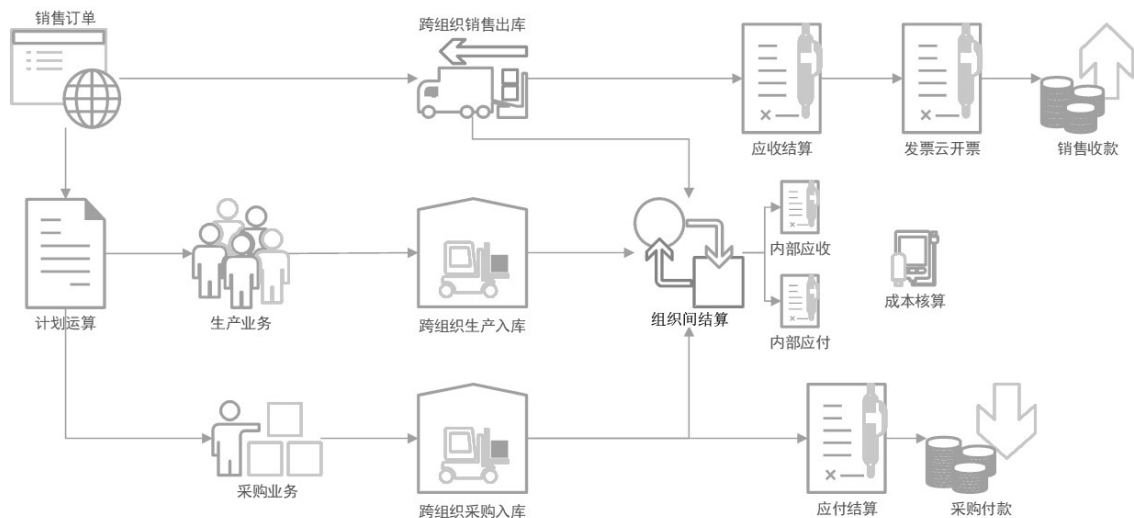 销售订单
跨组织销售出库
应收结算
发票云开票
销售收款
计划运算
生产业务
跨组织生产入库
组织间结算
内部应收
内部应付
成本核算
采购业务
跨组织采购入库
应付结算
采购付款